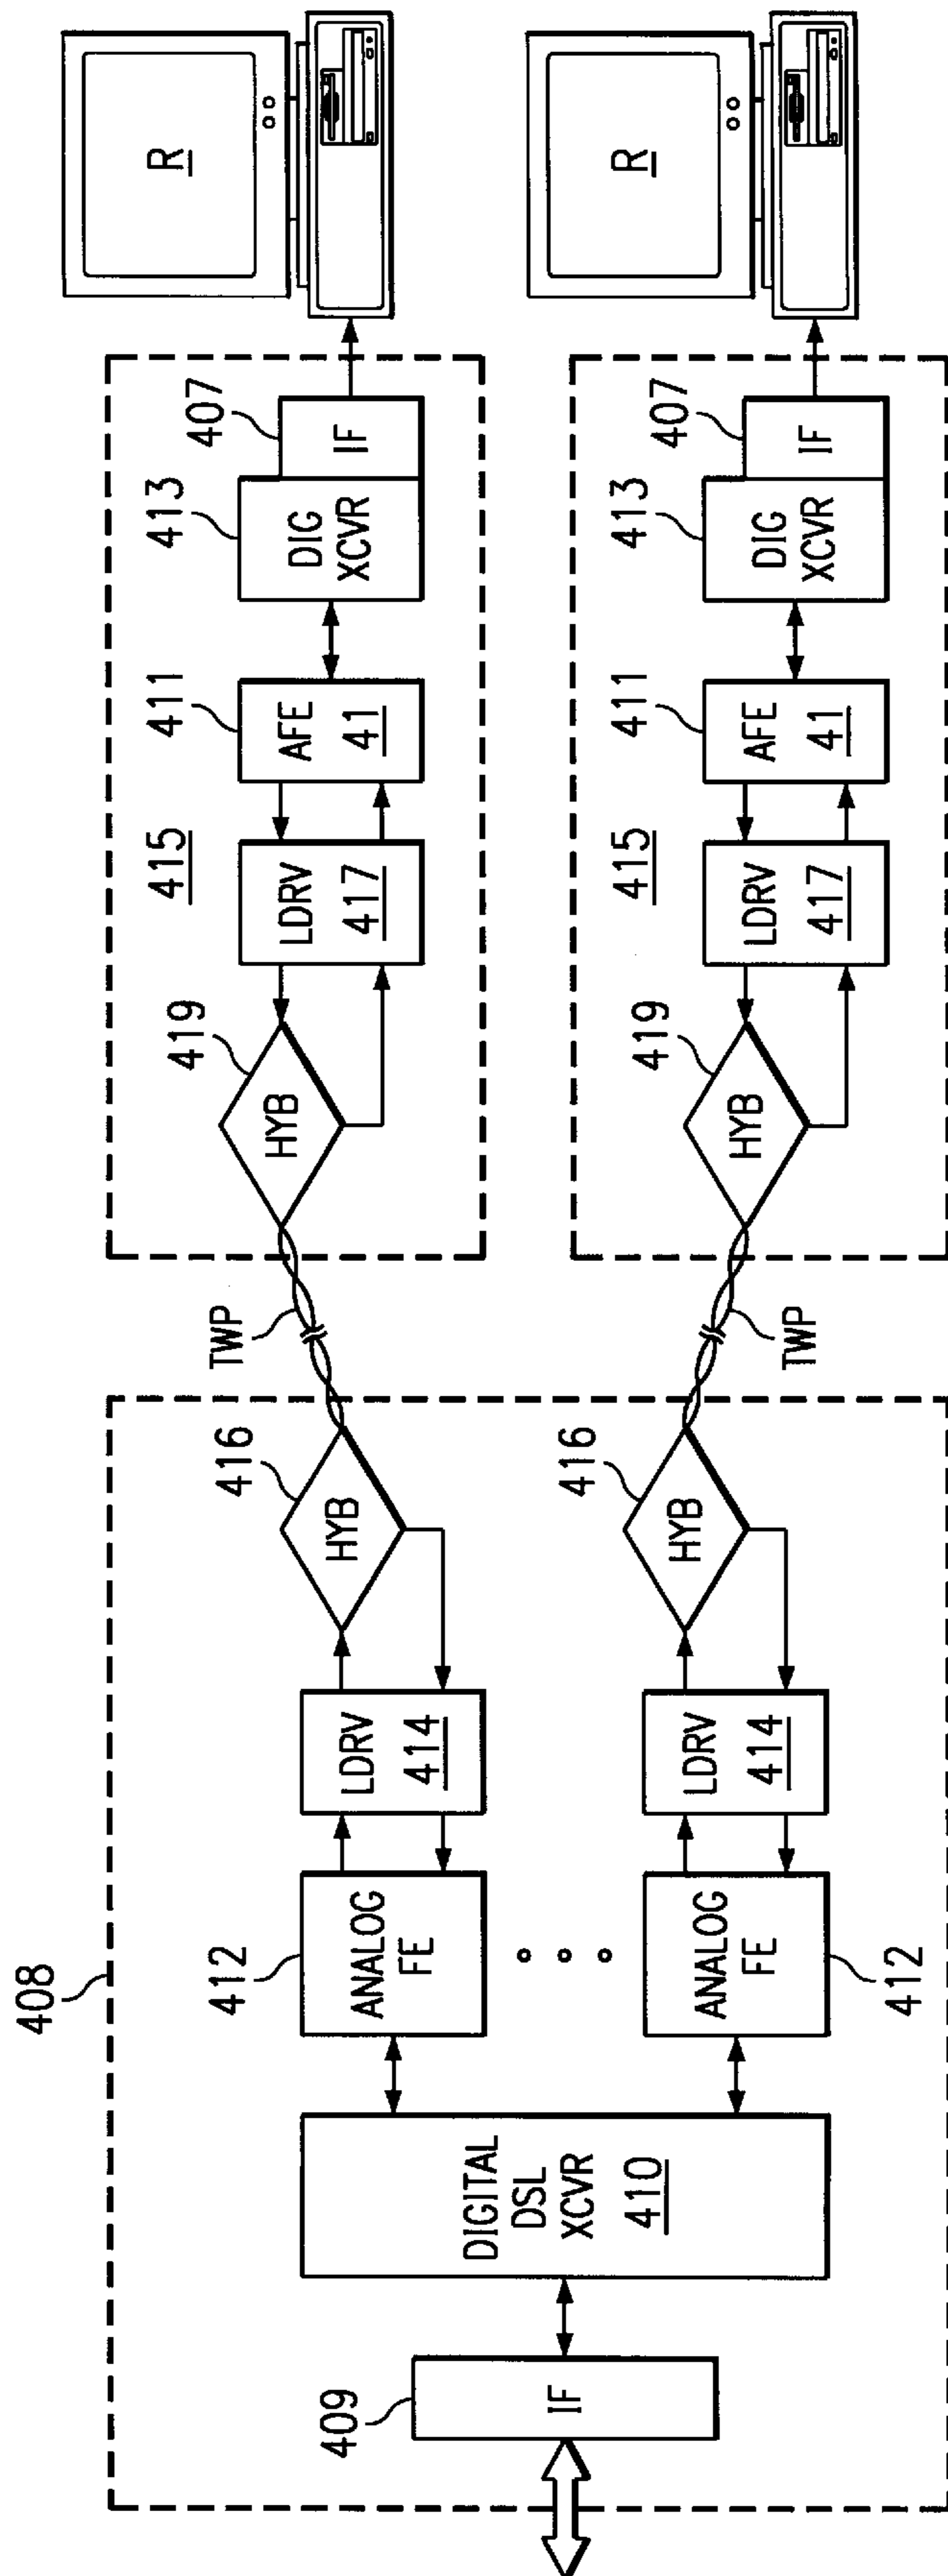 408
409
IF
DIGITAL
DSL
XCVR
410
412
ANALOG
FE
LDRV
414
416
HYB
TWP
419
HYB
415
LDRV
417
411
AFE
41
413
DIG
XCVR
407
IF
R
ANALOG
FE
412
LDRV
414
416
HYB
TWP
419
HYB
415
LDRV
417
411
AFE
41
413
DIG
XCVR
407
IF
R